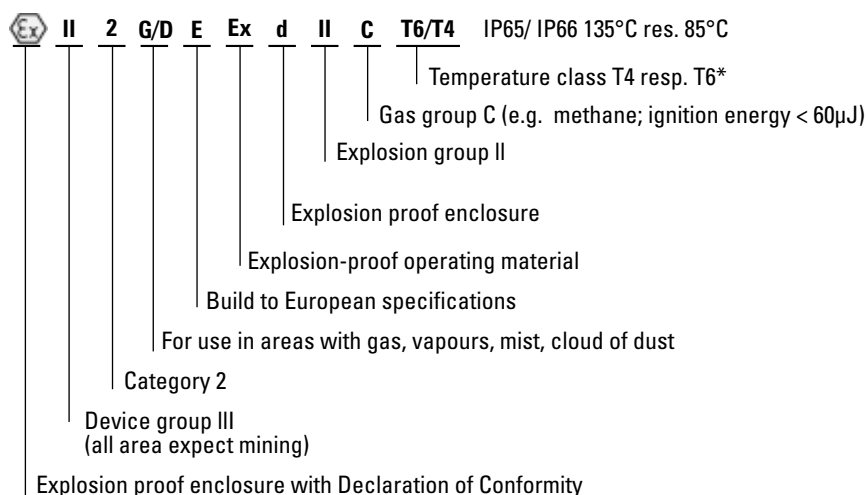 Ex II 2 G/D E Ex d II C T6/T4 IP65/ IP66 135°C res. 85°C
Temperature class T4 resp. T6*
Gas group C (e.g. methane; ignition energy < 60µJ)
Explosion group II
Explosion proof enclosure
Explosion-proof operating material
Build to European specifications
For use in areas with gas, vapours, mist, cloud of dust
Category 2
Device group III
(all area expect mining)
Explosion proof enclosure with Declaration of Conformity